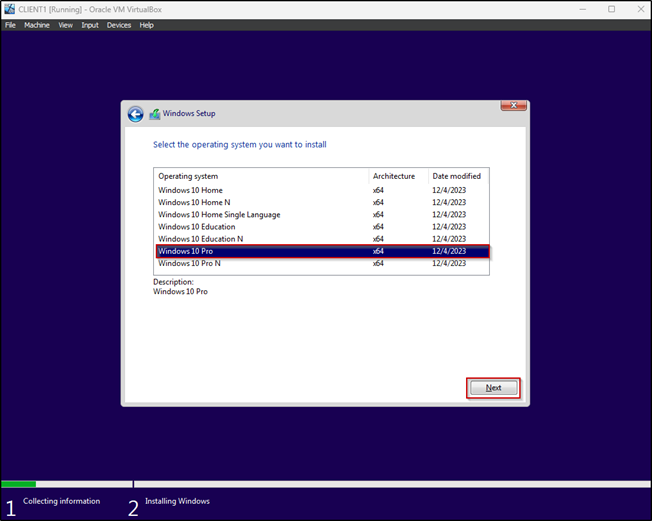 CLIENT1 [Running] - Oracle VM VirtualBox
File Machine View Input Devices Help
Windows Setup
Select the operating system you want to install
Operating system Architecture Date modified
Windows 10 Home x64 12/4/2023
Windows 10 Home N x64 12/4/2023
Windows 10 Home Single Language x64 12/4/2023
Windows 10 Education x64 12/4/2023
Windows 10 Education N x64 12/4/2023
Windows 10 Pro x64 12/4/2023
Windows 10 Pro N x64 12/4/2023
Description:
Windows 10 Pro
Next
1 Collecting information 2 Installing Windows